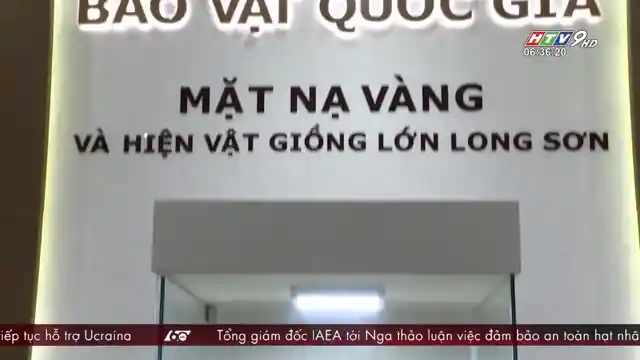 BẢO VẬT QUỐC GIA
HTV9 HD
06:36:20
MẶT NẠ VÀNG
VÀ HIỆN VẬT GIỒNG LỚN LONG SƠN
tiếp tục hỗ trợ Ucraina
60
Tổng giám đốc IAEA tới Nga thảo luận việc đảm bảo an toàn hạt nhâ